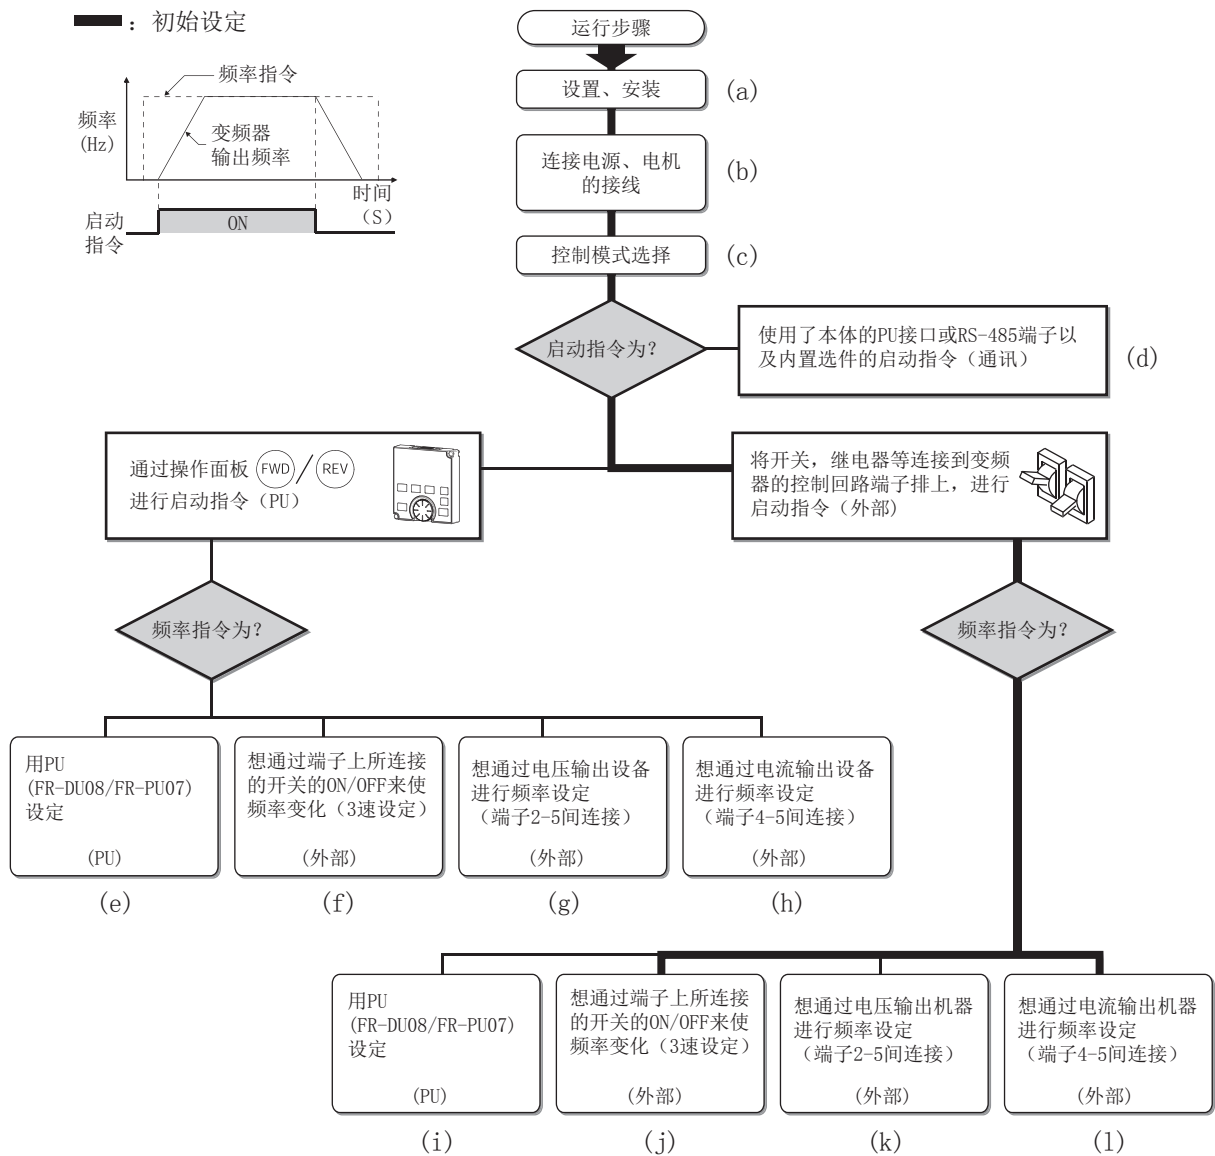 ：初始设定
频率指令
频率
(Hz)
变频器
输出频率
时间
（S）
启动
指令
ON
运行步骤
设置、安装
(a)
连接电源、电机
的接线
(b)
控制模式选择
(c)
启动指令为?
使用了本体的PU接口或RS-485端子以
及内置选件的启动指令（通讯）
(d)
通过操作面板 FWD / REV
进行启动指令（PU）
将开关，继电器等连接到变频
器的控制回路端子排上，进行
启动指令（外部)
频率指令为?
频率指令为?
用PU
(FR-DU08/FR-PU07)
设定
(PU)
(e)
想通过端子上所连接
的开关的ON/OFF来使
频率变化（3速设定）
(外部)
(f)
想通过电压输出设备
进行频率设定
（端子2-5间连接）
(外部)
(g)
想通过电流输出设备
进行频率设定
（端子4-5间连接）
(外部)
(h)
用PU
(FR-DU08/FR-PU07)
设定
(PU)
(i)
想通过端子上所连接
的开关的ON/OFF来使
频率变化（3速设定）
(外部)
(j)
想通过电压输出机器
进行频率设定
（端子2-5间连接）
(外部)
(k)
想通过电流输出机器
进行频率设定
（端子4-5间连接）
(外部)
(l)